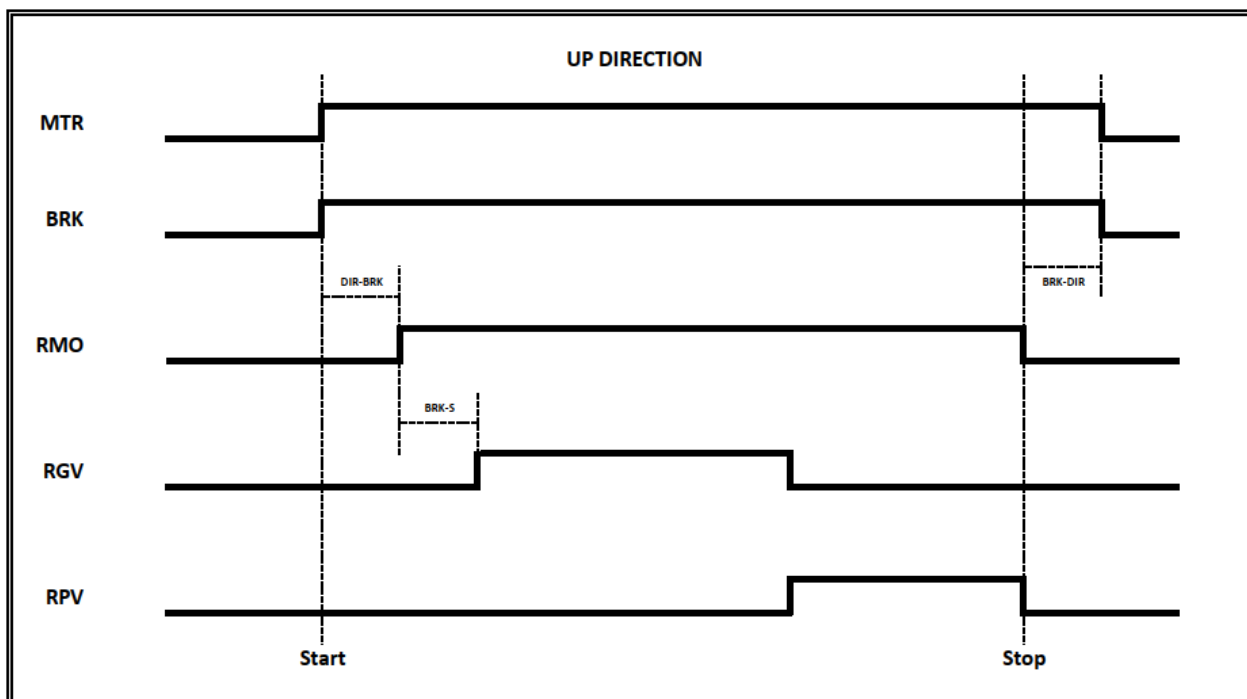 UP DIRECTION
MTR
BRK
DIR-BRK
BRK-DIR
RMO
BRK-S
RGV
RPV
Start
Stop